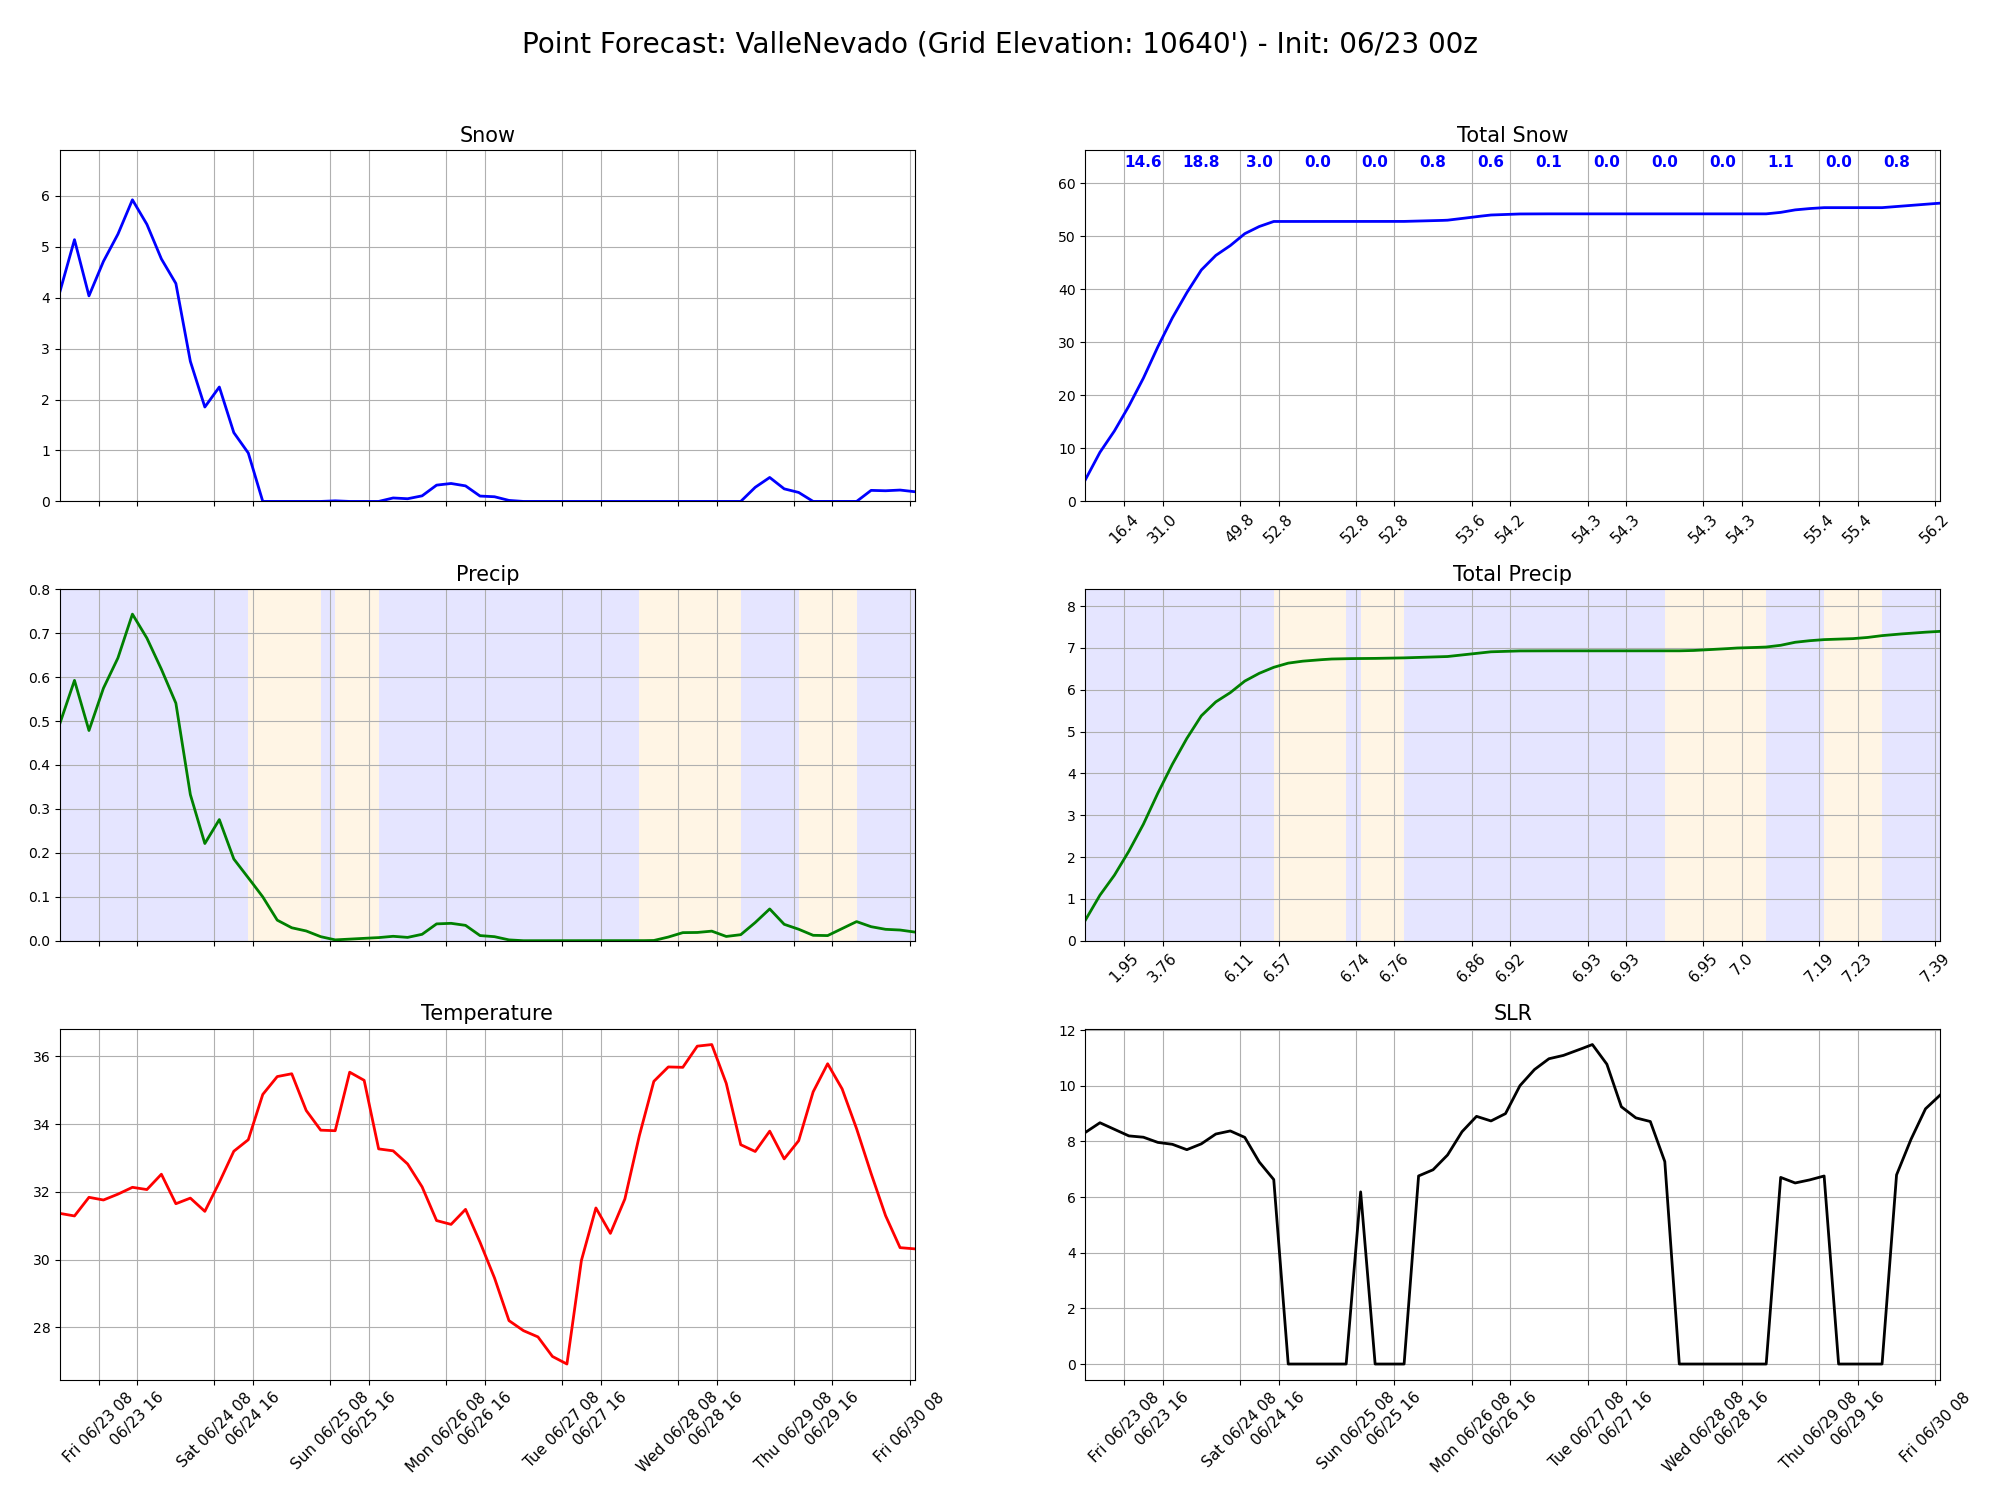 Point Forecast: ValleNevado (Grid Elevation: 10640') - Init: 06/23 00z
Snow
6
5
4
3
2
1
0
Total Snow
14.6 18.8 3.0 0.0 0.0 0.8 0.6 0.1 0.0 0.0 0.0 1.1 0.0 0.8
60
50
40
30
20
10
0
16.4 31.0 49.8 52.8 52.8 52.8 53.6 54.2 54.3 54.3 54.3 54.3 55.4 55.4 56.2
Precip
0.8
0.7
0.6
0.5
0.4
0.3
0.2
0.1
0.0
Total Precip
8
7
6
5
4
3
2
1
0
1.95 3.76 6.11 6.57 6.74 6.76 6.86 6.92 6.93 6.93 6.95 7.0 7.19 7.23 7.39
Temperature
36
34
32
30
28
Fri 06/23 08
06/23 16
Sat 06/24 08
06/24 16
Sun 06/25 08
06/25 16
Mon 06/26 08
06/26 16
Tue 06/27 08
06/27 16
Wed 06/28 08
06/28 16
Thu 06/29 08
06/29 16
Fri 06/30 08
SLR
12
10
8
6
4
2
0
Fri 06/23 08
06/23 16
Sat 06/24 08
06/24 16
Sun 06/25 08
06/25 16
Mon 06/26 08
06/26 16
Tue 06/27 08
06/27 16
Wed 06/28 08
06/28 16
Thu 06/29 08
06/29 16
Fri 06/30 08